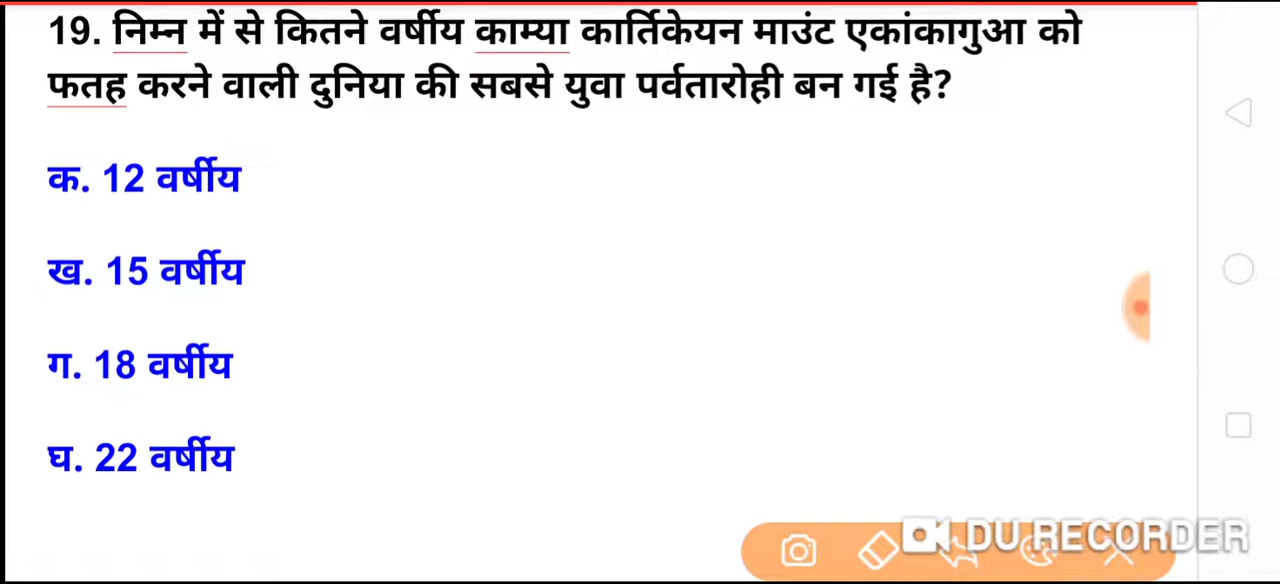 19. निम्न में से कितने वर्षीय काम्या कार्तिकेयन माउंट एकांकागुआ को
फतह करने वाली दुनिया की सबसे युवा पर्वतारोही बन गई है?
क. 12 वर्षीय
ख. 15 वर्षीय
ग. 18 वर्षीय
घ. 22 वर्षीय
DU RECORDER